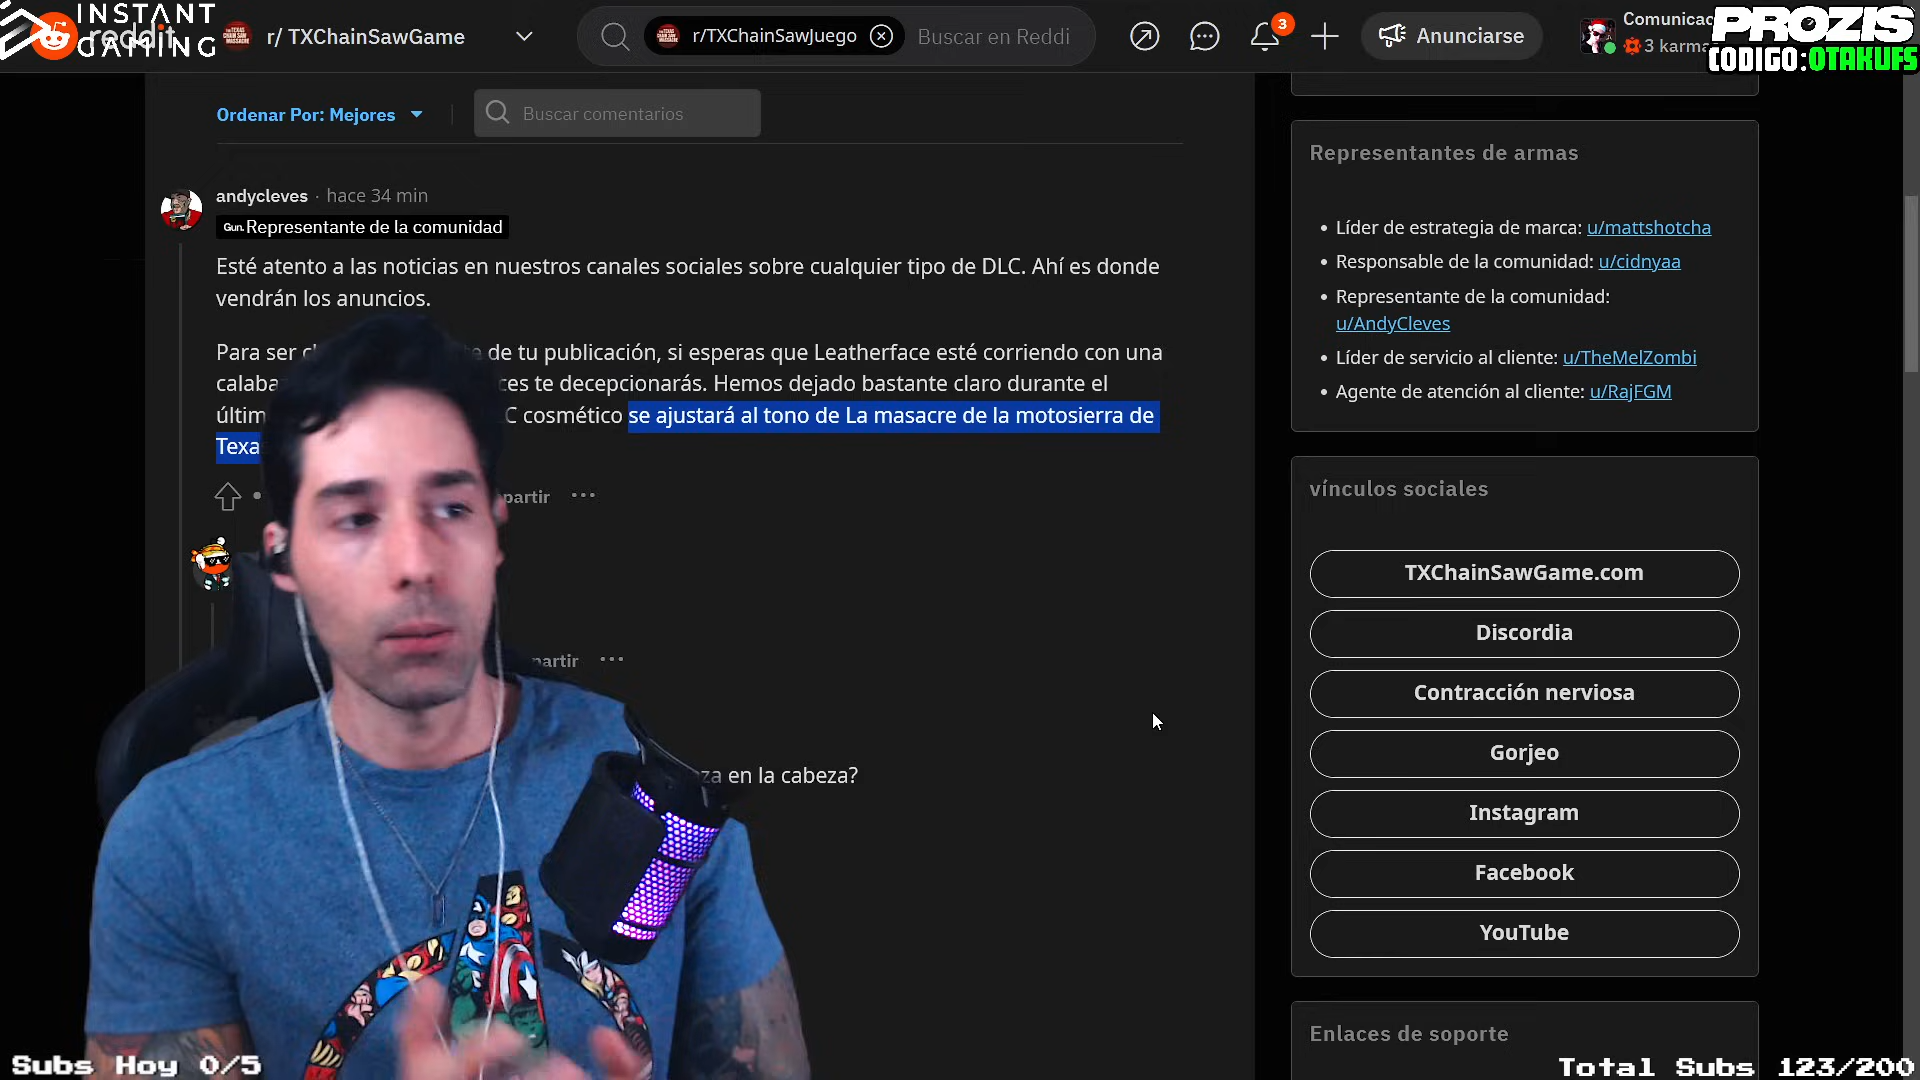 INSTANT
GAMING
reddit
r/ TXChainSawGame
r/TXChainSawJuego
Buscar en Reddi
3
Anunciarse
Comunicac
3 karma
PROZIS
CODIGO:OTAKUFS
Ordenar Por: Mejores
Buscar comentarios
andycleves · hace 34 min
Gun. Representante de la comunidad
Esté atento a las noticias en nuestros canales sociales sobre cualquier tipo de DLC. Ahí es donde
vendrán los anuncios.
Para ser de tu publicación, si esperas que Leatherface esté corriendo con una
te decepcionarás. Hemos dejado bastante claro durante el
cosmético se ajustará al tono de La masacre de la motosierra de
Texa
partir
partir
en la cabeza?
Representantes de armas
• Líder de estrategia de marca: u/mattshotcha
• Responsable de la comunidad: u/cidnyaa
• Representante de la comunidad:
u/AndyCleves
• Líder de servicio al cliente: u/TheMelZombi
• Agente de atención al cliente: u/RajFGM
vínculos sociales
TXChainSawGame.com
Discordia
Contracción nerviosa
Gorjeo
Instagram
Facebook
YouTube
Enlaces de soporte
Subs Hoy 0/5
Total Subs 123/200